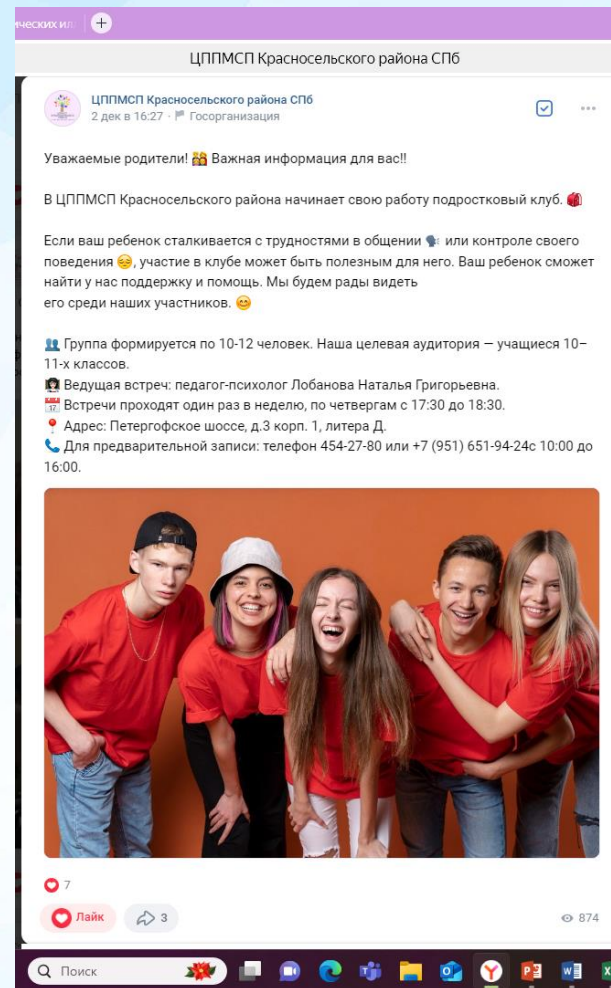 ических ил
ЦППМСП Красносельского района СПб
ЦППМСП Красносельского района СПб
2 дек в 16:27 · Госорганизация
Уважаемые родители! 👫 Важная информация для вас!!
В ЦППМСП Красносельского района начинает свою работу подростковый клуб. 🎒
Если ваш ребенок сталкивается с трудностями в общении 🗣 или контроле своего
поведения 😔, участие в клубе может быть полезным для него. Ваш ребенок сможет
найти у нас поддержку и помощь. Мы будем рады видеть
его среди наших участников. 😊
👥 Группа формируется по 10-12 человек. Наша целевая аудитория — учащиеся 10–
11-х классов.
👩🏻‍🏫 Ведущая встреч: педагог-психолог Лобанова Наталья Григорьевна.
📅 Встречи проходят один раз в неделю, по четвергам с 17:30 до 18:30.
📍 Адрес: Петергофское шоссе, д.3 корп. 1, литера Д.
📞 Для предварительной записи: телефон 454-27-80 или +7 (951) 651-94-24с 10:00 до
16:00.
7
Лайк 3 874
Поиск